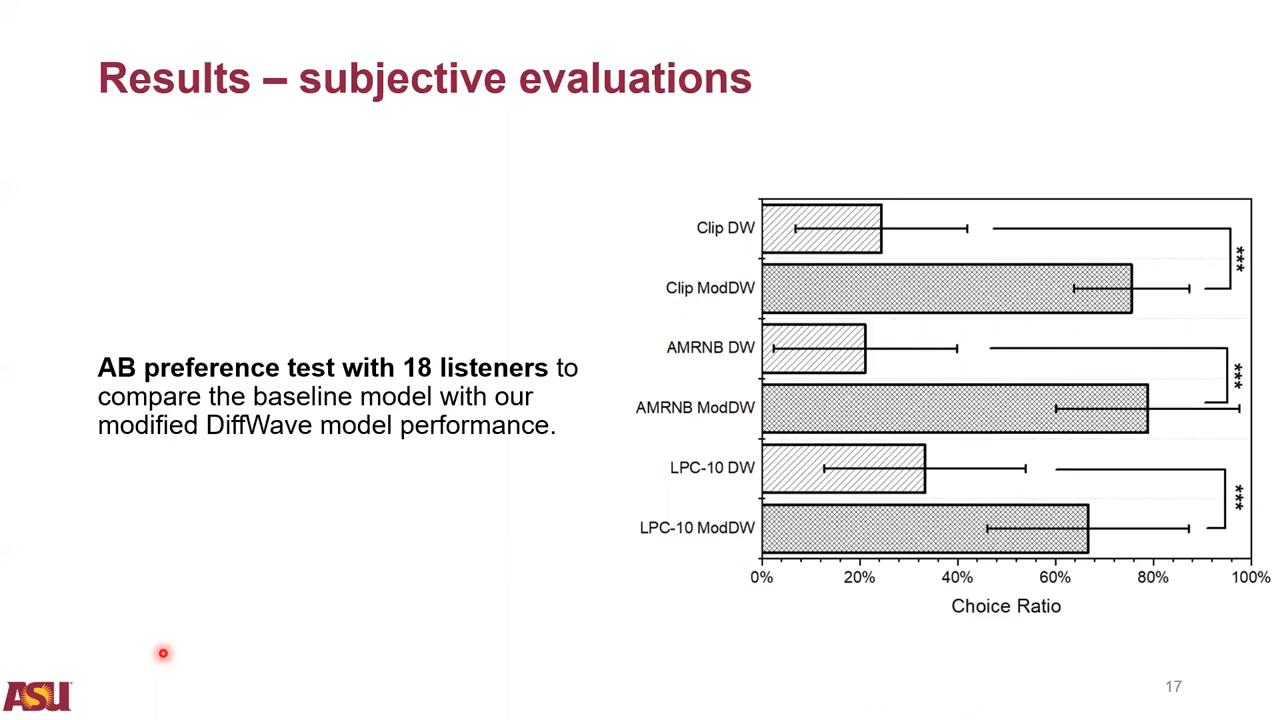 Results – subjective evaluations
AB preference test with 18 listeners to
compare the baseline model with our
modified DiffWave model performance.
Clip DW
Clip ModDW
AMRNB DW
AMRNB ModDW
LPC-10 DW
LPC-10 ModDW
***
***
***
0% 20% 40% 60% 80% 100%
Choice Ratio
ASU
17